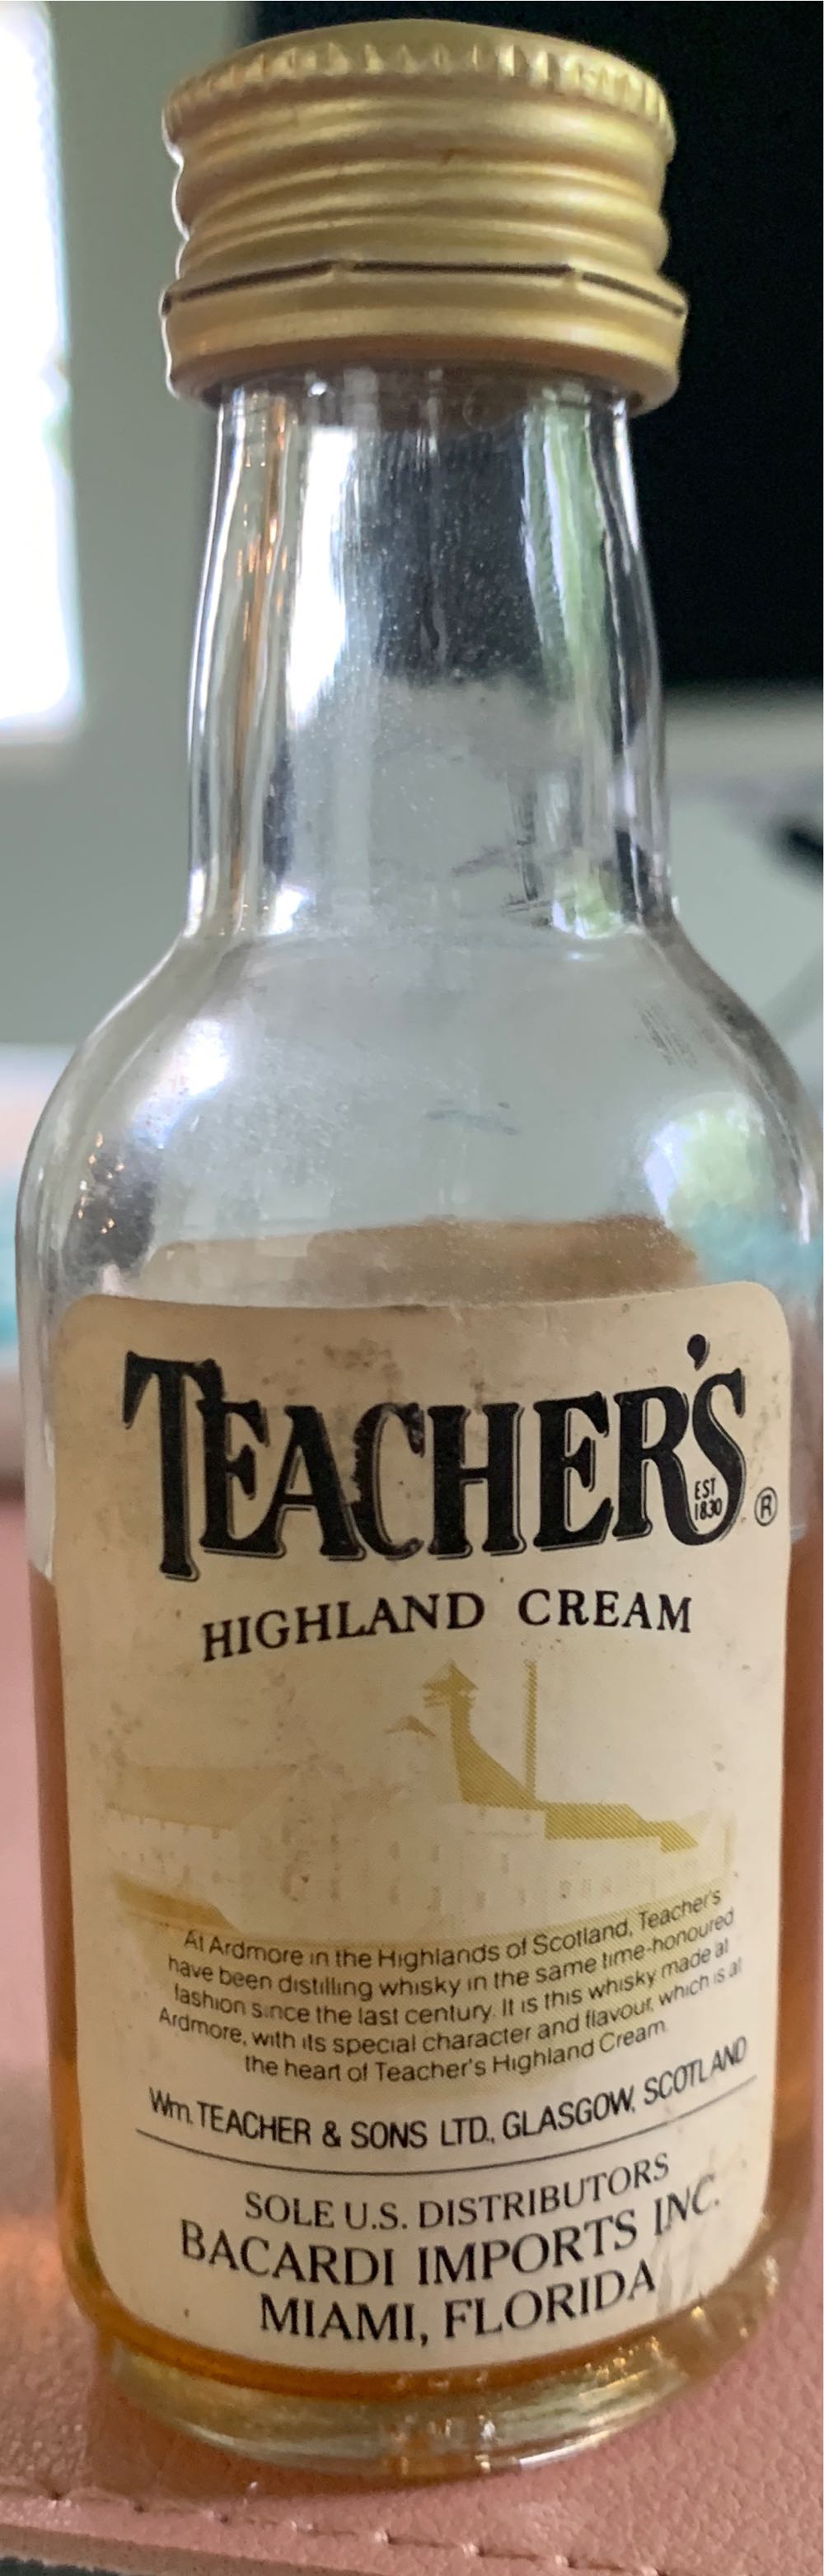 TEACHER'S
EST
1830
®
HIGHLAND CREAM
At Ardmore in the Highlands of Scotland, Teacher's
have been distilling whisky in the same time-honoured
fashion since the last century. It is this whisky made at
Ardmore, with its special character and flavour, which is at
the heart of Teacher's Highland Cream.
Wm. TEACHER & SONS LTD., GLASGOW, SCOTLAND
SOLE U.S. DISTRIBUTORS
BACARDI IMPORTS INC.
MIAMI, FLORIDA